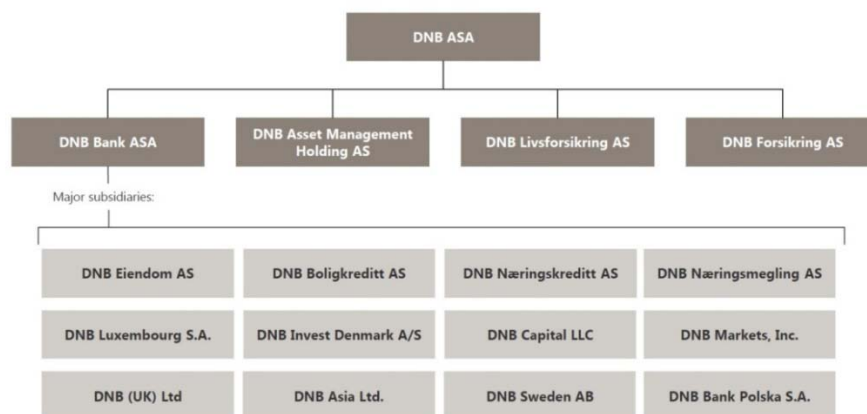 DNB ASA
DNB Bank ASA
DNB Asset Management
Holding AS
DNB Livsforsikring AS
DNB Forsikring AS
Major subsidiaries:
DNB Eiendom AS
DNB Boligkreditt AS
DNB Næringskreditt AS
DNB Næringsmegling AS
DNB Luxembourg S.A.
DNB Invest Denmark A/S
DNB Capital LLC
DNB Markets, Inc.
DNB (UK) Ltd
DNB Asia Ltd.
DNB Sweden AB
DNB Bank Polska S.A.